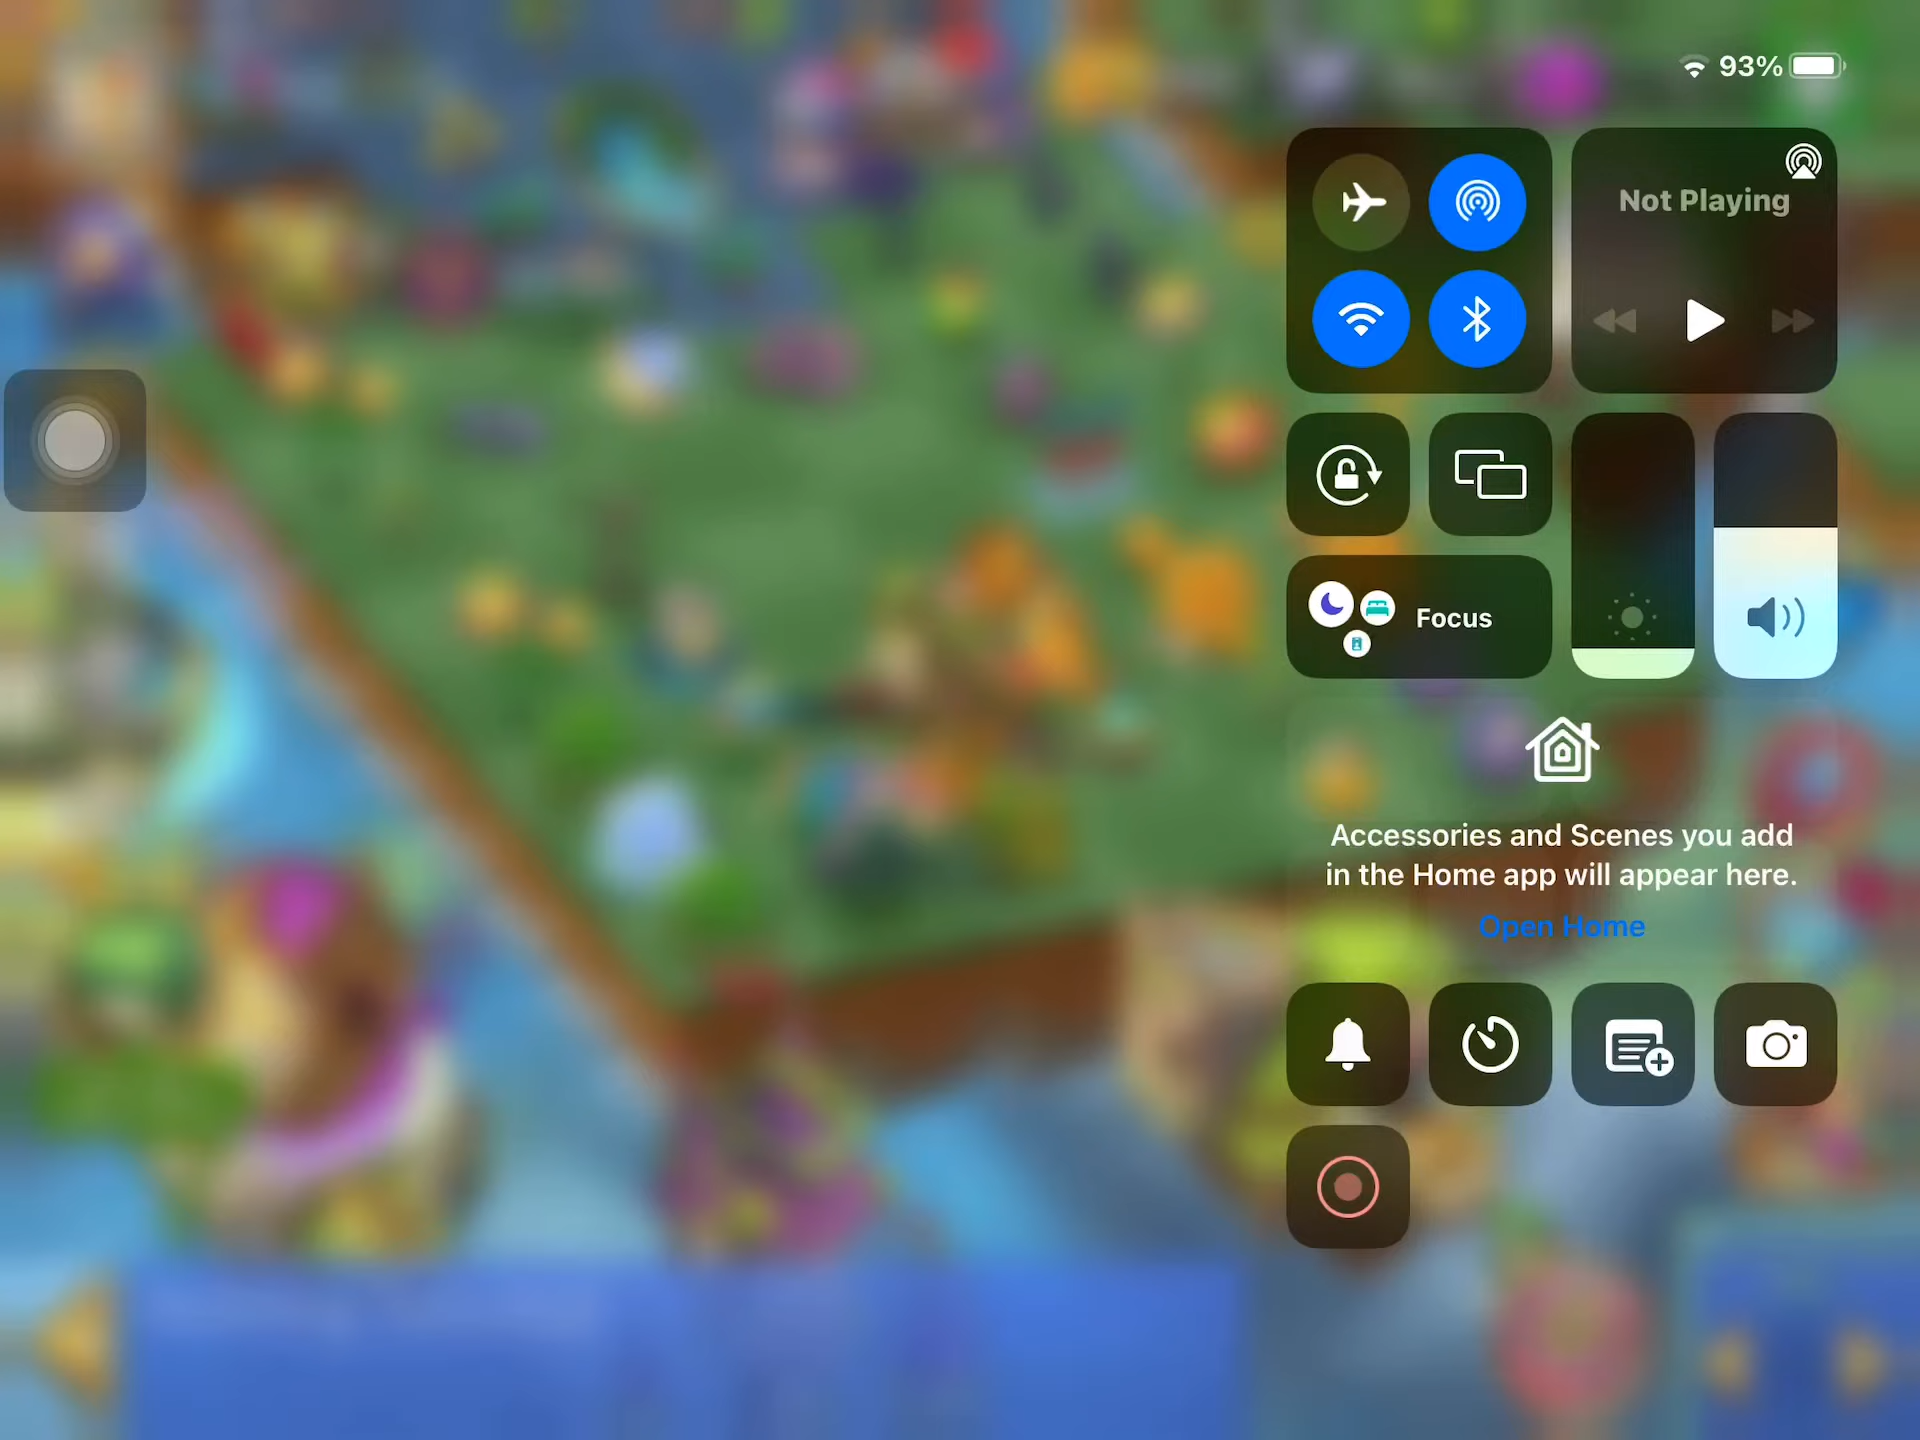 93%
Not Playing
Focus
Accessories and Scenes you add
in the Home app will appear here.
Open Home